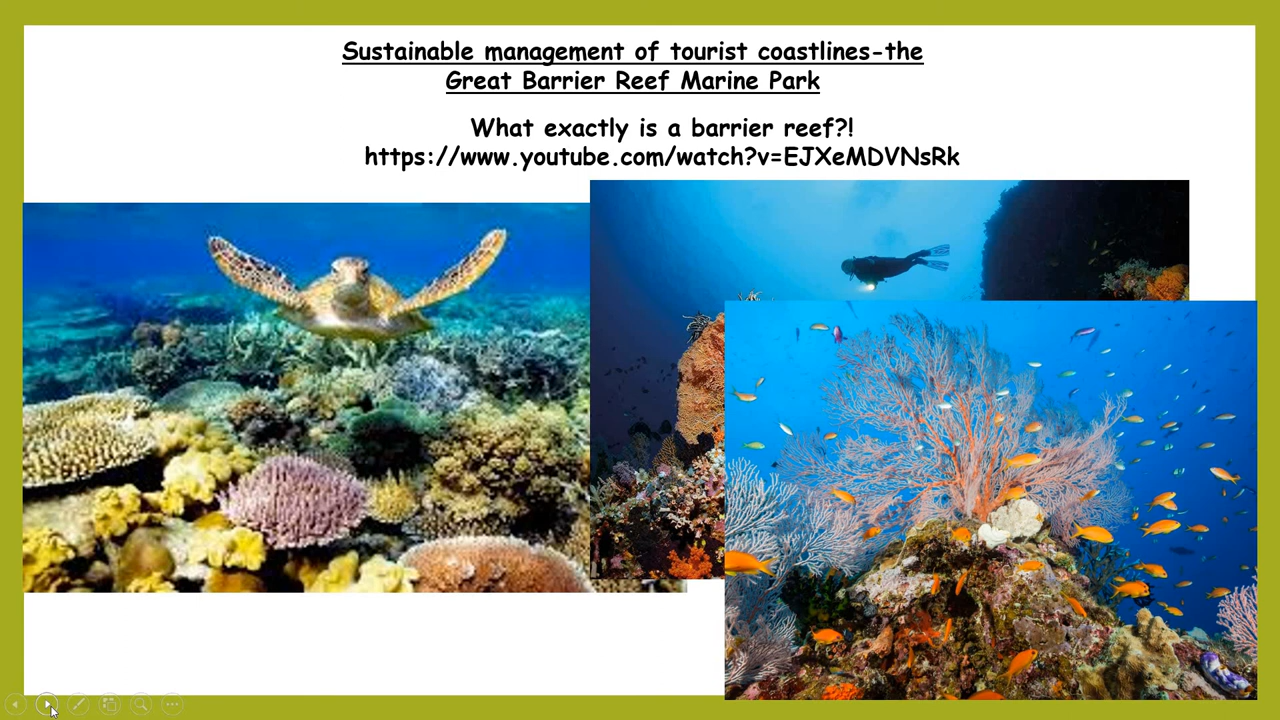 Sustainable management of tourist coastlines-the
Great Barrier Reef Marine Park
What exactly is a barrier reef?!
https://www.youtube.com/watch?v=EJXeMDVNsRk